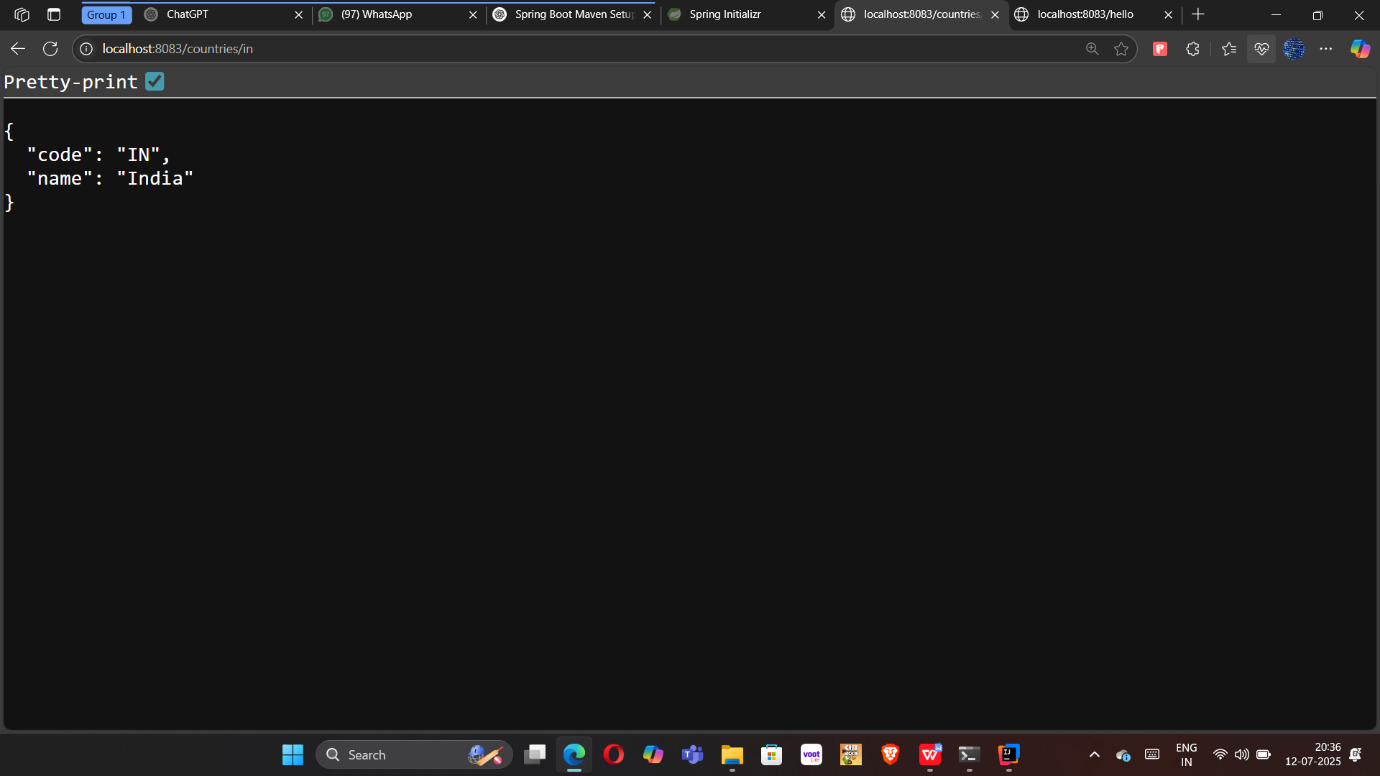 Group 1
ChatGPT
(97) WhatsApp
Spring Boot Maven Setu
Spring Initializr
localhost:8083/countries
localhost:8083/hello
localhost:8083/countries/in
Pretty-print
{
"code": "IN",
"name": "India"
}
Search
voot
ENG
IN
20:36
12-07-2025